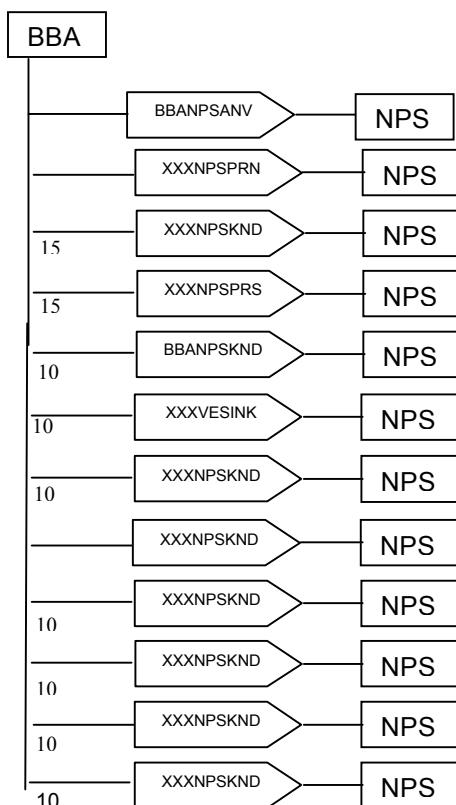 BBA
BBANPSANV NPS
XXXNPSPRN NPS
15 XXXNPSKND NPS
15 XXXNPSPRS NPS
10 BBANPSKND NPS
10 XXXVESINK NPS
10 XXXNPSKND NPS
XXXNPSKND NPS
10 XXXNPSKND NPS
10 XXXNPSKND NPS
10 XXXNPSKND NPS
10 XXXNPSKND NPS